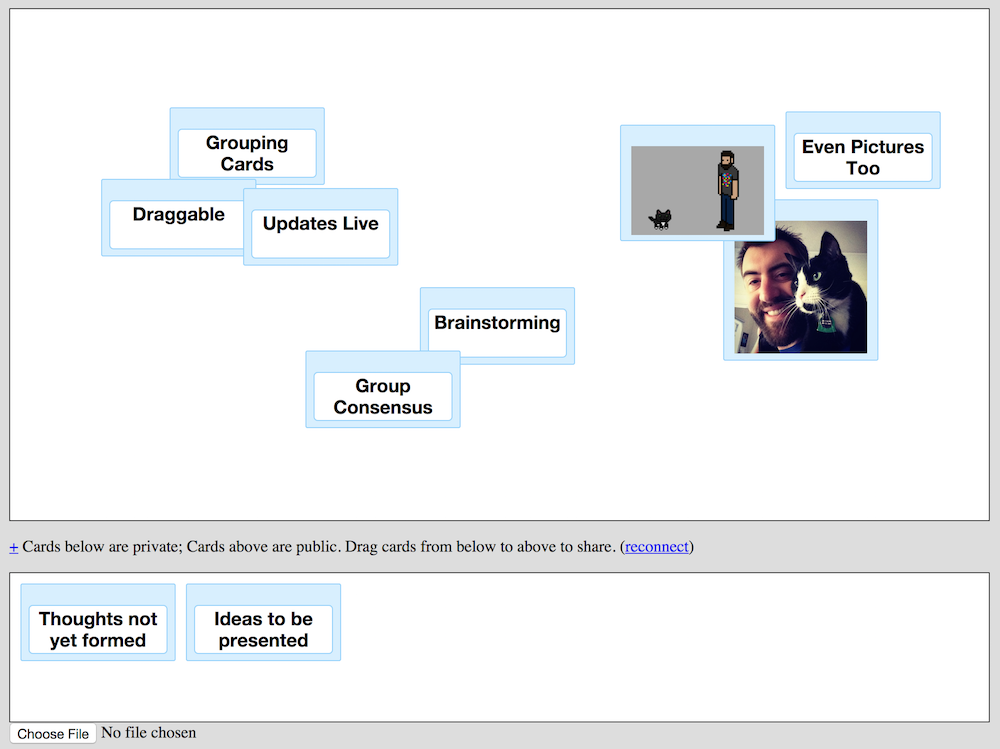 Grouping
Cards
Draggable
Updates Live
Even Pictures
Too
Brainstorming
Group
Consensus
+ Cards below are private; Cards above are public. Drag cards from below to above to share. (reconnect)
Thoughts not
yet formed
Ideas to be
presented
Choose File No file chosen